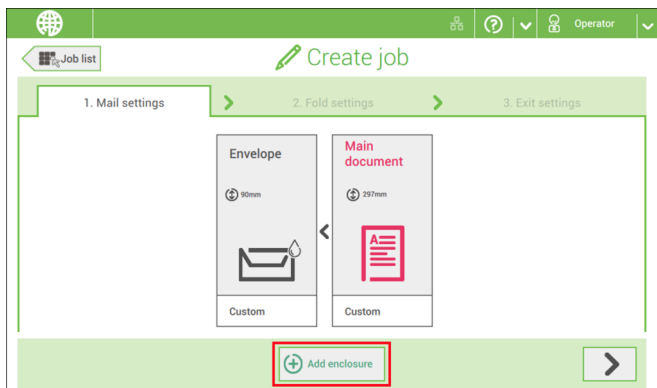 Operator
Job list
Create job
1. Mail settings
2. Fold settings
3. Exit settings
Envelope
90mm
Custom
Main
document
297mm
A
Custom
Add enclosure